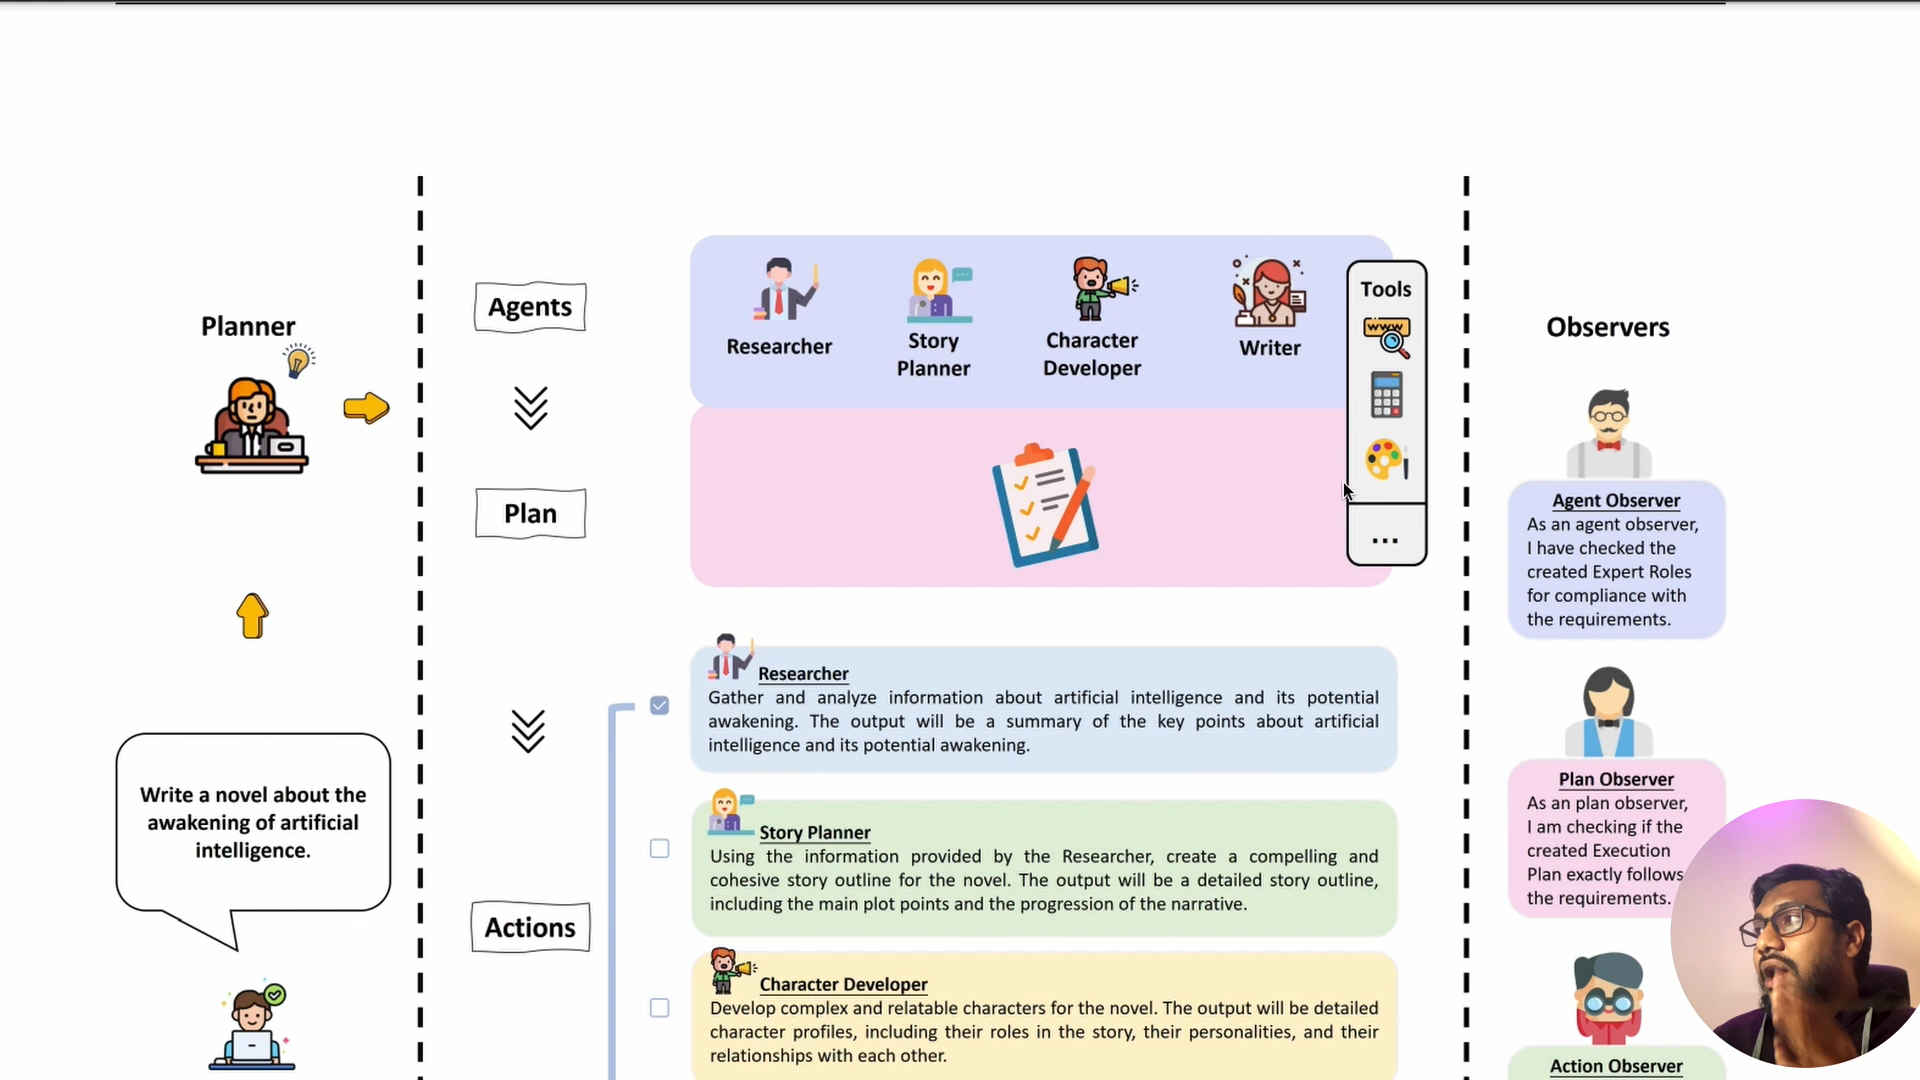 Planner
Write a novel about the
awakening of artificial
intelligence.
Agents
Plan
Actions
Researcher
Story
Planner
Character
Developer
Writer
Tools
www
...
Researcher
Gather and analyze information about artificial intelligence and its potential
awakening. The output will be a summary of the key points about artificial
intelligence and its potential awakening.
Story Planner
Using the information provided by the Researcher, create a compelling and
cohesive story outline for the novel. The output will be a detailed story outline,
including the main plot points and the progression of the narrative.
Character Developer
Develop complex and relatable characters for the novel. The output will be detailed
character profiles, including their roles in the story, their personalities, and their
relationships with each other.
Observers
Agent Observer
As an agent observer,
I have checked the
created Expert Roles
for compliance with
the requirements.
Plan Observer
As an plan observer,
I am checking if the
created Execution
Plan exactly follows
the requirements.
Action Observer